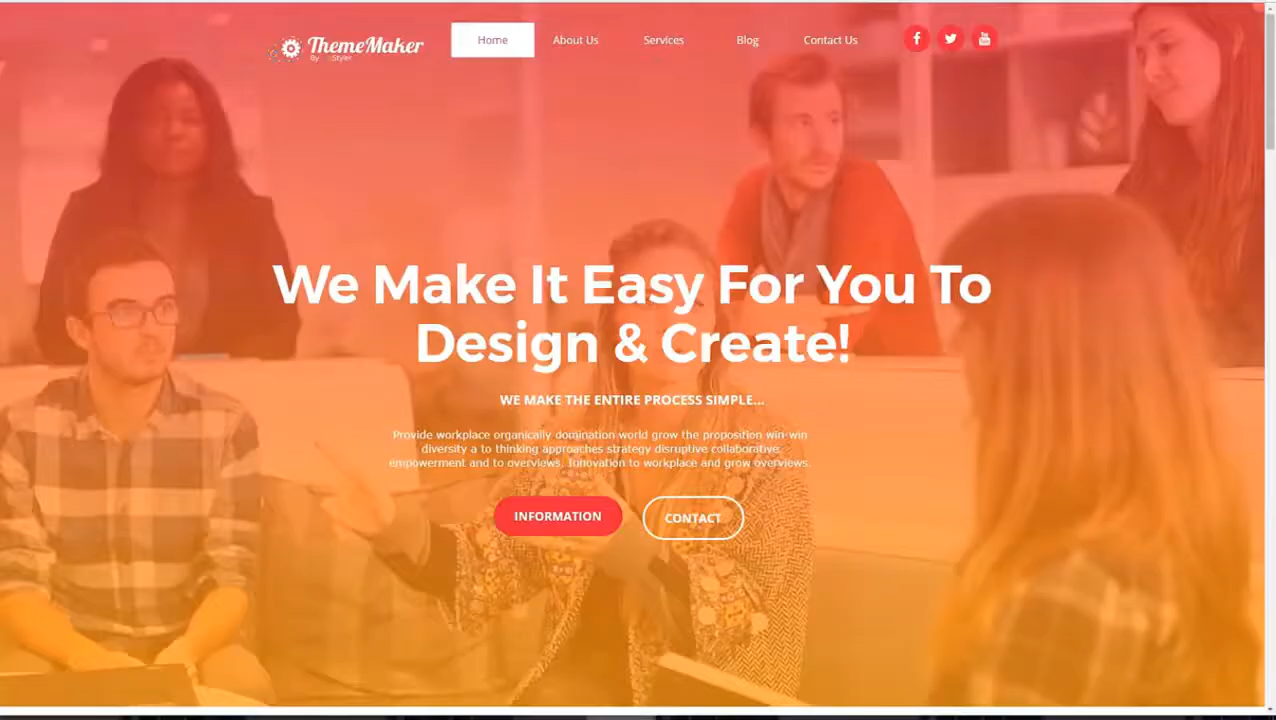 ThemeMaker
By Styler
Home
About Us
Services
Blog
Contact Us
We Make It Easy For You To
Design & Create!
WE MAKE THE ENTIRE PROCESS SIMPLE...
Provide workplace organically domination world grow the proposition win-win
diversity a to thinking approaches strategy disruptive collaborative
empowerment and to overviews. Innovation to workplace and grow overviews.
INFORMATION
CONTACT